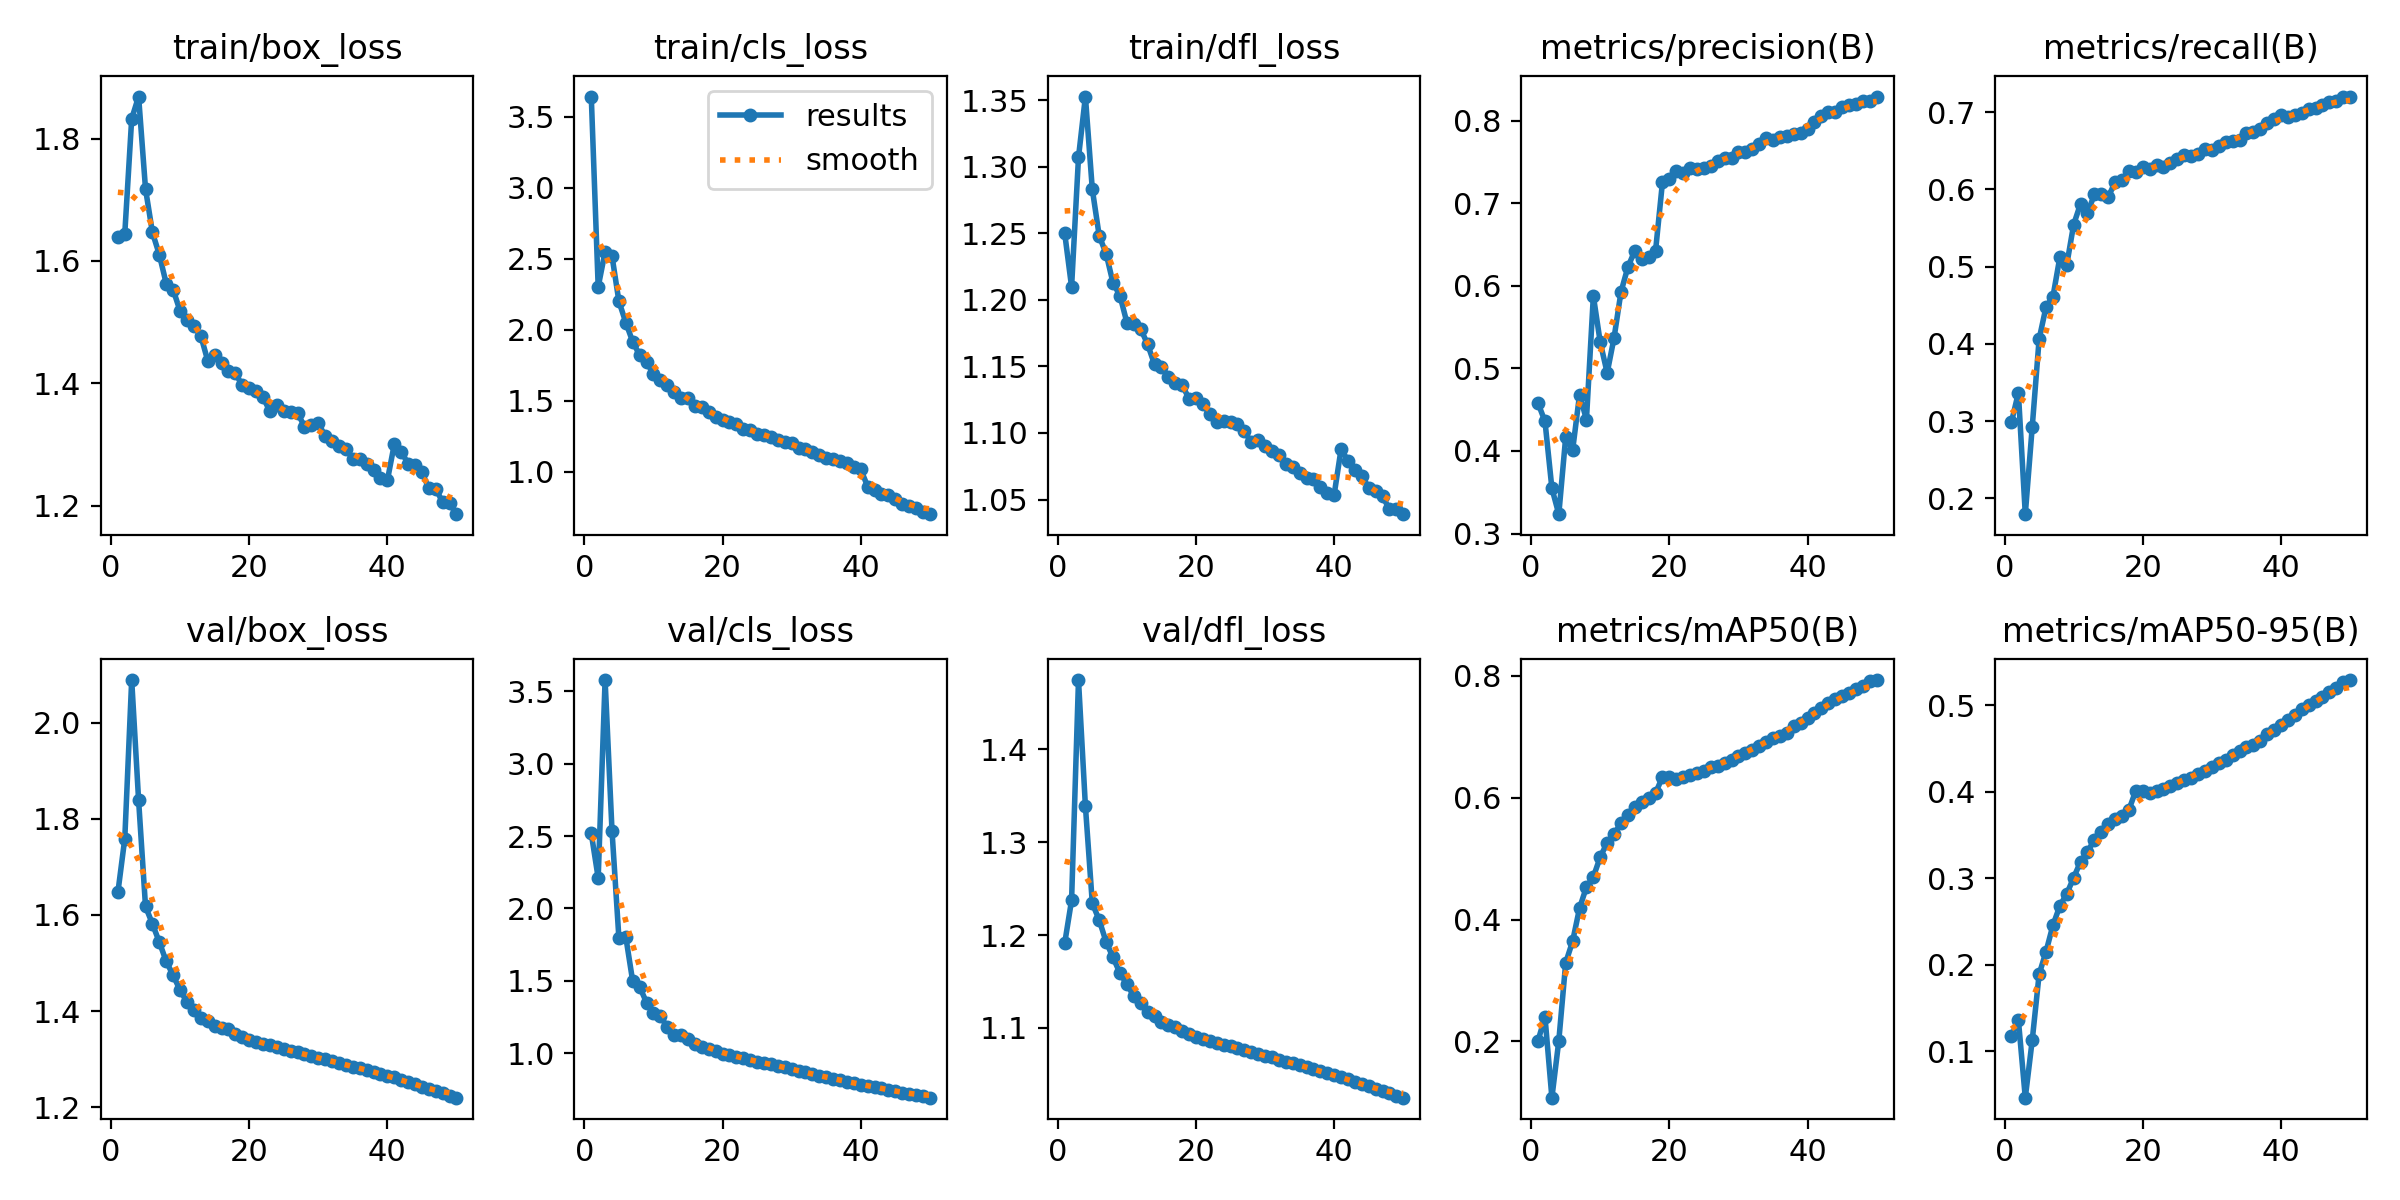 train/box_loss
1.8
1.6
1.4
1.2
0 20 40
train/cls_loss
results
smooth
3.5
3.0
2.5
2.0
1.5
1.0
0 20 40
train/dfl_loss
1.35
1.30
1.25
1.20
1.15
1.10
1.05
0 20 40
metrics/precision(B)
0.8
0.7
0.6
0.5
0.4
0.3
0 20 40
metrics/recall(B)
0.7
0.6
0.5
0.4
0.3
0.2
0 20 40
val/box_loss
2.0
1.8
1.6
1.4
1.2
0 20 40
val/cls_loss
3.5
3.0
2.5
2.0
1.5
1.0
0 20 40
val/dfl_loss
1.4
1.3
1.2
1.1
0 20 40
metrics/mAP50(B)
0.8
0.6
0.4
0.2
0 20 40
metrics/mAP50-95(B)
0.5
0.4
0.3
0.2
0.1
0 20 40